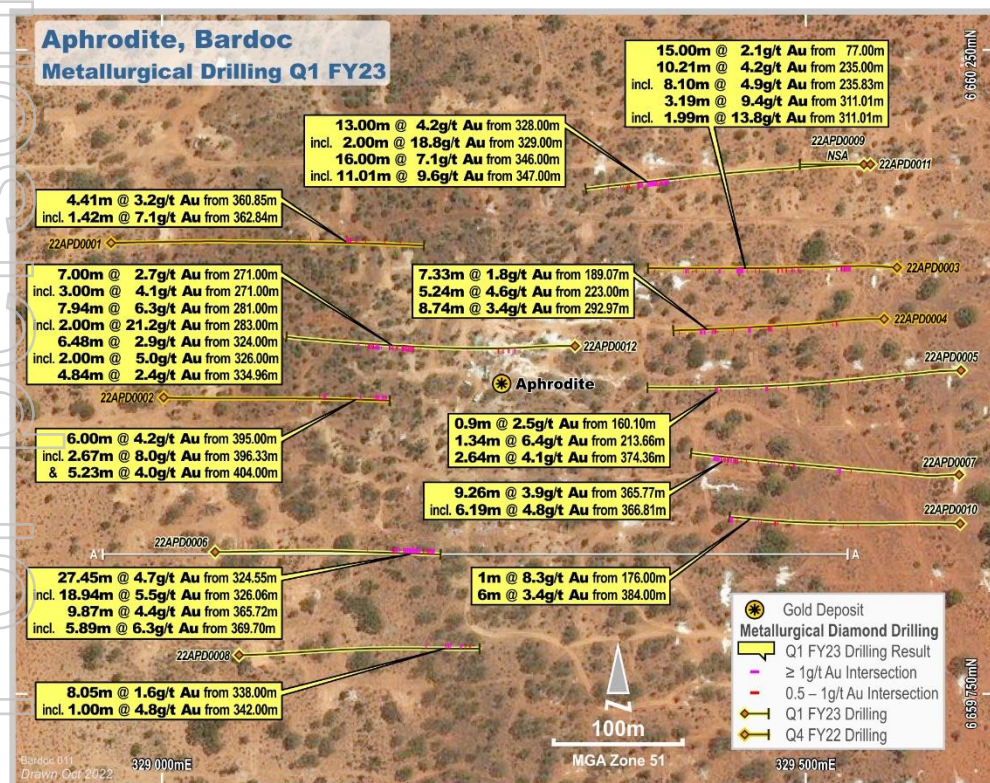 Aphrodite, Bardoc
Metallurgical Drilling Q1 FY23
6 660 250mN
15.00m @ 2.1g/t Au from 77.00m
10.21m @ 4.2g/t Au from 235.00m
incl. 8.10m @ 4.9g/t Au from 235.83m
3.19m @ 9.4g/t Au from 311.01m
incl. 1.99m @ 13.8g/t Au from 311.01m
13.00m @ 4.2g/t Au from 328.00m
incl. 2.00m @ 18.8g/t Au from 329.00m
16.00m @ 7.1g/t Au from 346.00m
incl. 11.01m @ 9.6g/t Au from 347.00m
22APD0009
NSA
22APD0011
4.41m @ 3.2g/t Au from 360.85m
incl. 1.42m @ 7.1g/t Au from 362.84m
22APD0001
7.00m @ 2.7g/t Au from 271.00m
incl. 3.00m @ 4.1g/t Au from 271.00m
7.94m @ 6.3g/t Au from 281.00m
incl. 2.00m @ 21.2g/t Au from 283.00m
6.48m @ 2.9g/t Au from 324.00m
incl. 2.00m @ 5.0g/t Au from 326.00m
4.84m @ 2.4g/t Au from 334.96m
7.33m @ 1.8g/t Au from 189.07m
5.24m @ 4.6g/t Au from 223.00m
8.74m @ 3.4g/t Au from 292.97m
22APD0003
22APD0004
22APD0012
22APD0005
Aphrodite
22APD0002
6.00m @ 4.2g/t Au from 395.00m
incl. 2.67m @ 8.0g/t Au from 396.33m
& 5.23m @ 4.0g/t Au from 404.00m
0.9m @ 2.5g/t Au from 160.10m
1.34m @ 6.4g/t Au from 213.66m
2.64m @ 4.1g/t Au from 374.36m
22APD0007
9.26m @ 3.9g/t Au from 365.77m
incl. 6.19m @ 4.8g/t Au from 366.81m
22APD0010
22APD0006
A'
A
27.45m @ 4.7g/t Au from 324.55m
incl. 18.94m @ 5.5g/t Au from 326.06m
9.87m @ 4.4g/t Au from 365.72m
incl. 5.89m @ 6.3g/t Au from 369.70m
1m @ 8.3g/t Au from 176.00m
6m @ 3.4g/t Au from 384.00m
22APD0008
8.05m @ 1.6g/t Au from 338.00m
incl. 1.00m @ 4.8g/t Au from 342.00m
N
100m
MGA Zone 51
Gold Deposit
Metallurgical Diamond Drilling
Q1 FY23 Drilling Result
≥ 1g/t Au Intersection
0.5 – 1g/t Au Intersection
Q1 FY23 Drilling
Q4 FY22 Drilling
6 659 750mN
Bardoc 011
Drawn Oct 2022
329 000mE
329 500mE